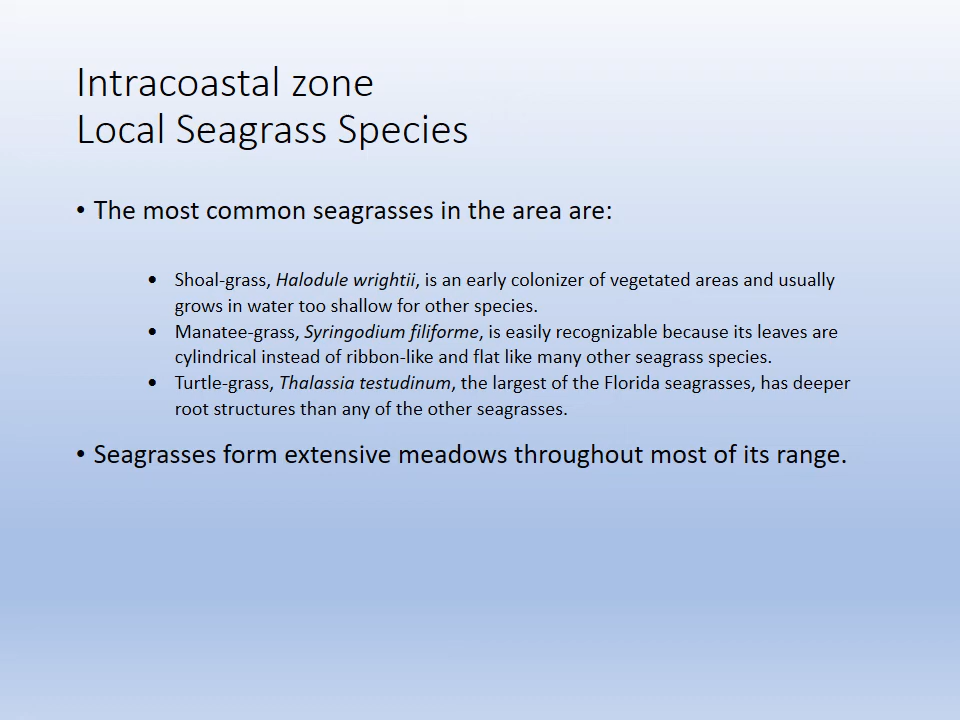 Intracoastal zone
Local Seagrass Species
• The most common seagrasses in the area are:
• Shoal-grass, Halodule wrightii, is an early colonizer of vegetated areas and usually
grows in water too shallow for other species.
• Manatee-grass, Syringodium filiforme, is easily recognizable because its leaves are
cylindrical instead of ribbon-like and flat like many other seagrass species.
• Turtle-grass, Thalassia testudinum, the largest of the Florida seagrasses, has deeper
root structures than any of the other seagrasses.
• Seagrasses form extensive meadows throughout most of its range.